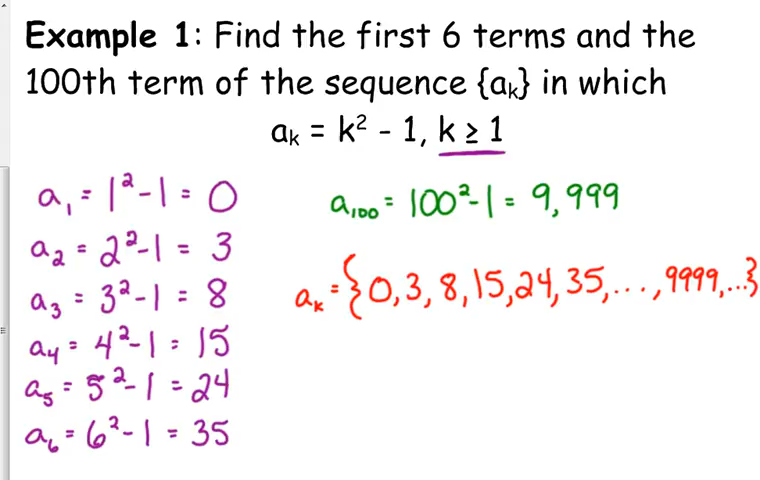 Example 1: Find the first 6 terms and the
100th term of the sequence {aₖ} in which
aₖ = k² - 1, k ≥ 1
a₁ = 1² - 1 = 0
a₂ = 2² - 1 = 3
a₃ = 3² - 1 = 8
a₄ = 4² - 1 = 15
a₅ = 5² - 1 = 24
a₆ = 6² - 1 = 35
a₁₀₀ = 100² - 1 = 9,999
aₖ = {0, 3, 8, 15, 24, 35, ..., 9999, ...}